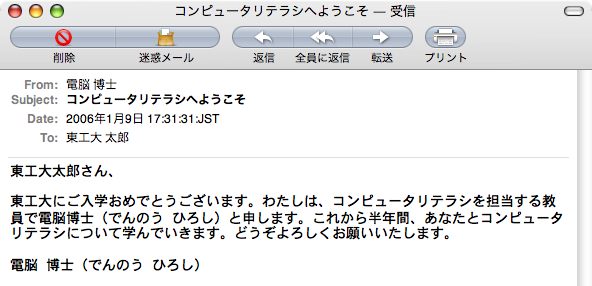 コンピュータリテラシへようこそ — 受信
削除 迷惑メール 返信 全員に返信 転送 プリント
From: 電脳 博士
Subject: コンピュータリテラシへようこそ
Date: 2006年1月9日 17:31:31:JST
To: 東工大 太郎
東工大太郎さん、
東工大にご入学おめでとうございます。わたしは、コンピュータリテラシを担当する教
員で電脳博士（でんのう ひろし）と申します。これから半年間、あなたとコンピュータ
リテラシについて学んでいきます。どうぞよろしくお願いいたします。
電脳 博士（でんのう ひろし）